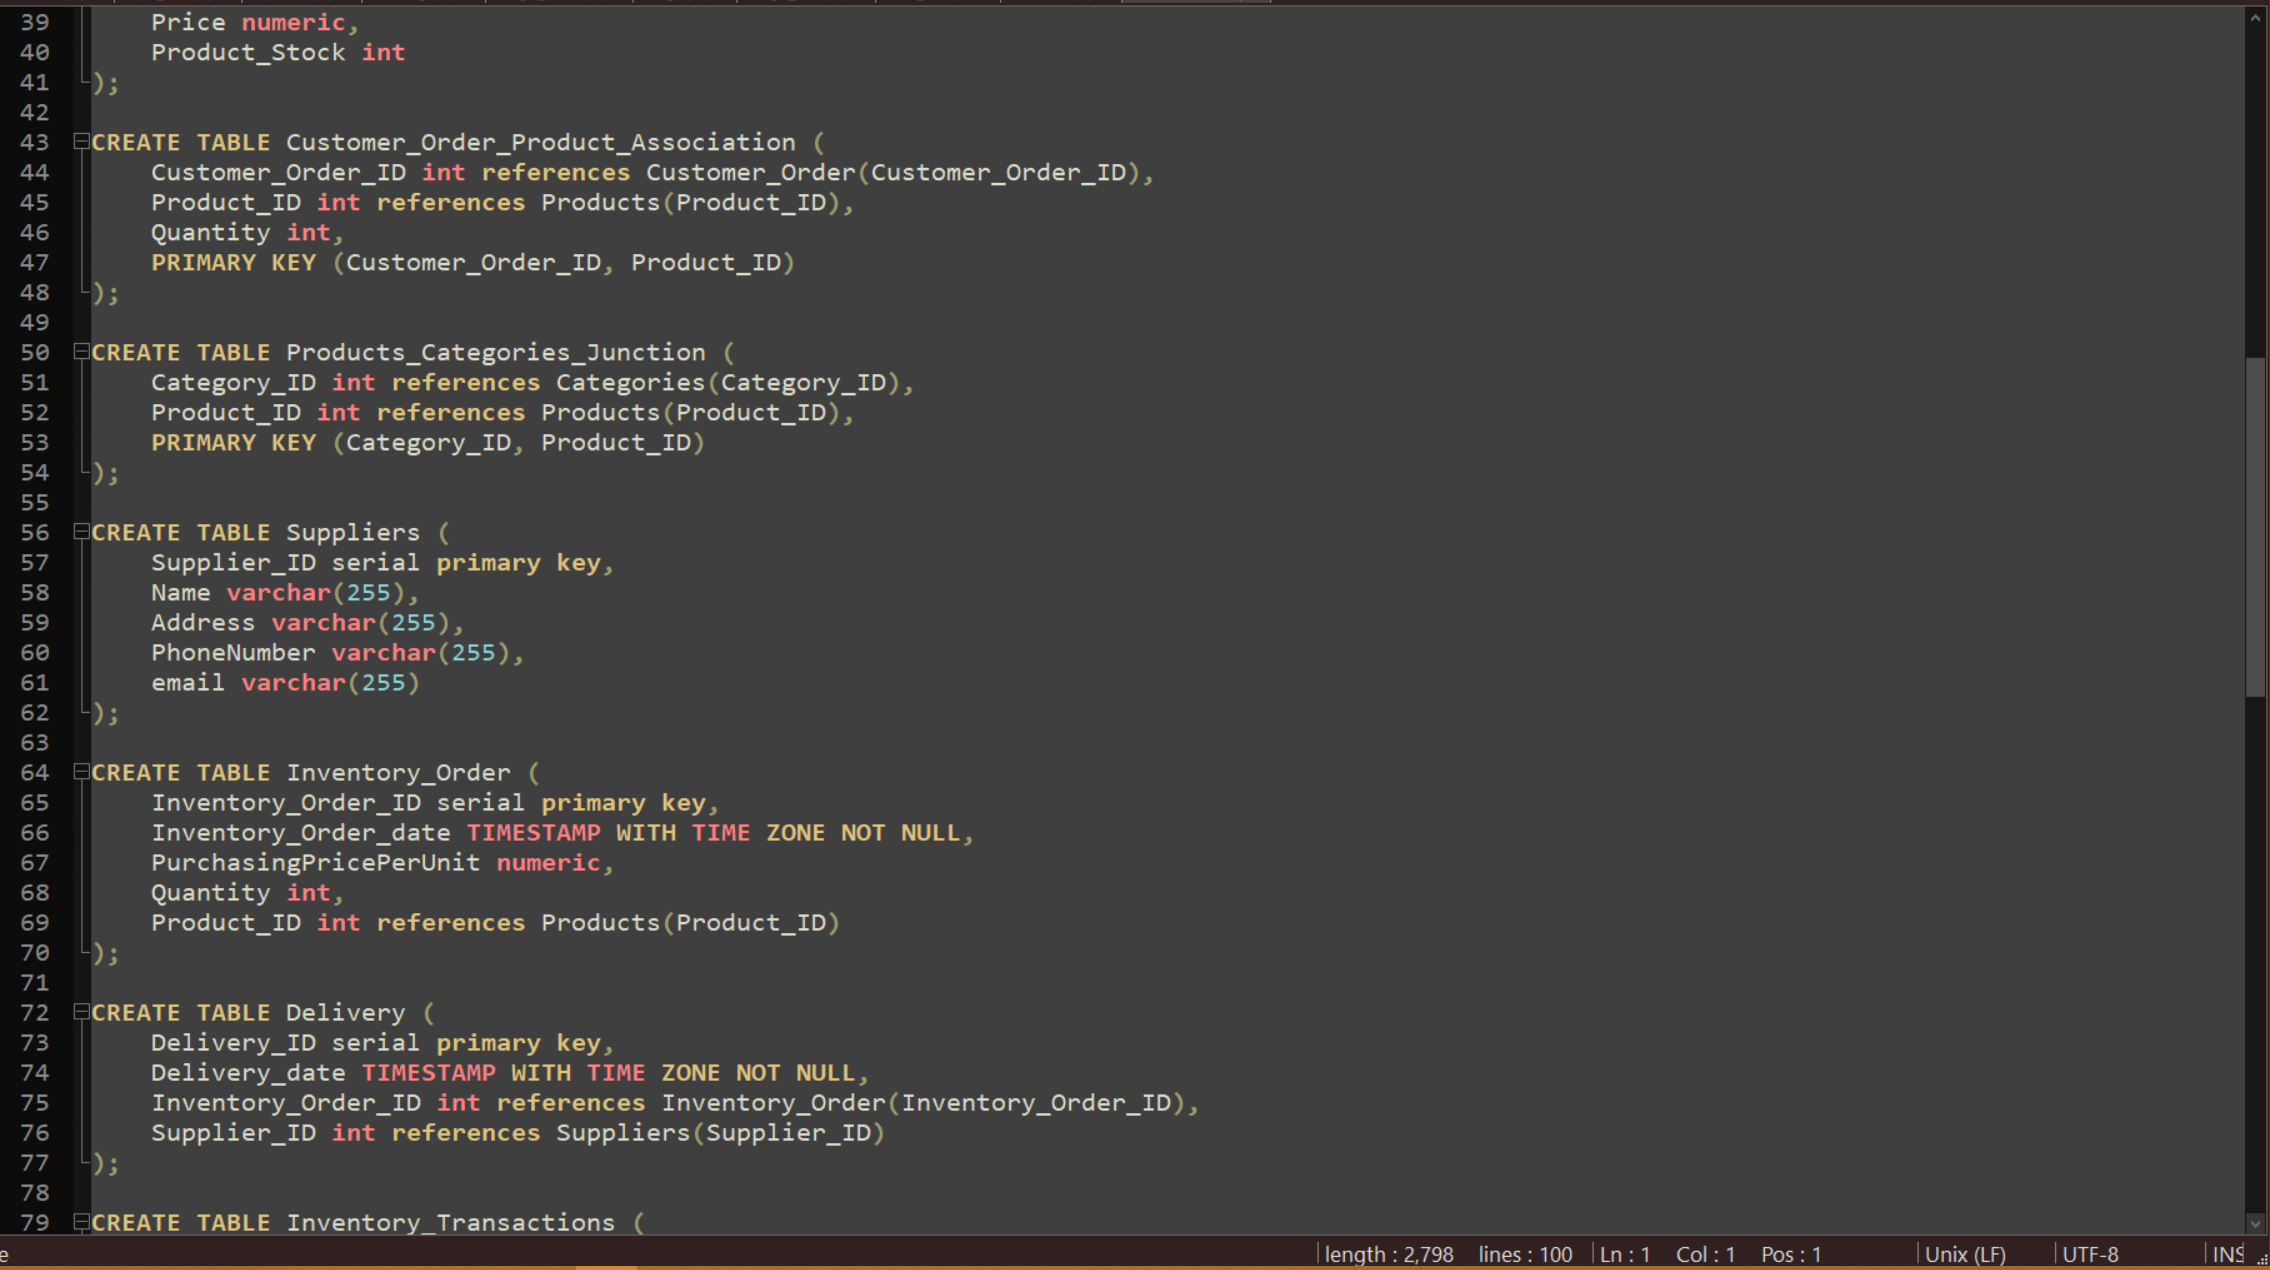 39 Price numeric,
40 Product_Stock int
41 );
42
43 CREATE TABLE Customer_Order_Product_Association (
44 Customer_Order_ID int references Customer_Order(Customer_Order_ID),
45 Product_ID int references Products(Product_ID),
46 Quantity int,
47 PRIMARY KEY (Customer_Order_ID, Product_ID)
48 );
49
50 CREATE TABLE Products_Categories_Junction (
51 Category_ID int references Categories(Category_ID),
52 Product_ID int references Products(Product_ID),
53 PRIMARY KEY (Category_ID, Product_ID)
54 );
55
56 CREATE TABLE Suppliers (
57 Supplier_ID serial primary key,
58 Name varchar(255),
59 Address varchar(255),
60 PhoneNumber varchar(255),
61 email varchar(255)
62 );
63
64 CREATE TABLE Inventory_Order (
65 Inventory_Order_ID serial primary key,
66 Inventory_Order_date TIMESTAMP WITH TIME ZONE NOT NULL,
67 PurchasingPricePerUnit numeric,
68 Quantity int,
69 Product_ID int references Products(Product_ID)
70 );
71
72 CREATE TABLE Delivery (
73 Delivery_ID serial primary key,
74 Delivery_date TIMESTAMP WITH TIME ZONE NOT NULL,
75 Inventory_Order_ID int references Inventory_Order(Inventory_Order_ID),
76 Supplier_ID int references Suppliers(Supplier_ID)
77 );
78
79 CREATE TABLE Inventory_Transactions (
e length : 2,798 lines : 100 Ln : 1 Col : 1 Pos : 1 Unix (LF) UTF-8 INS